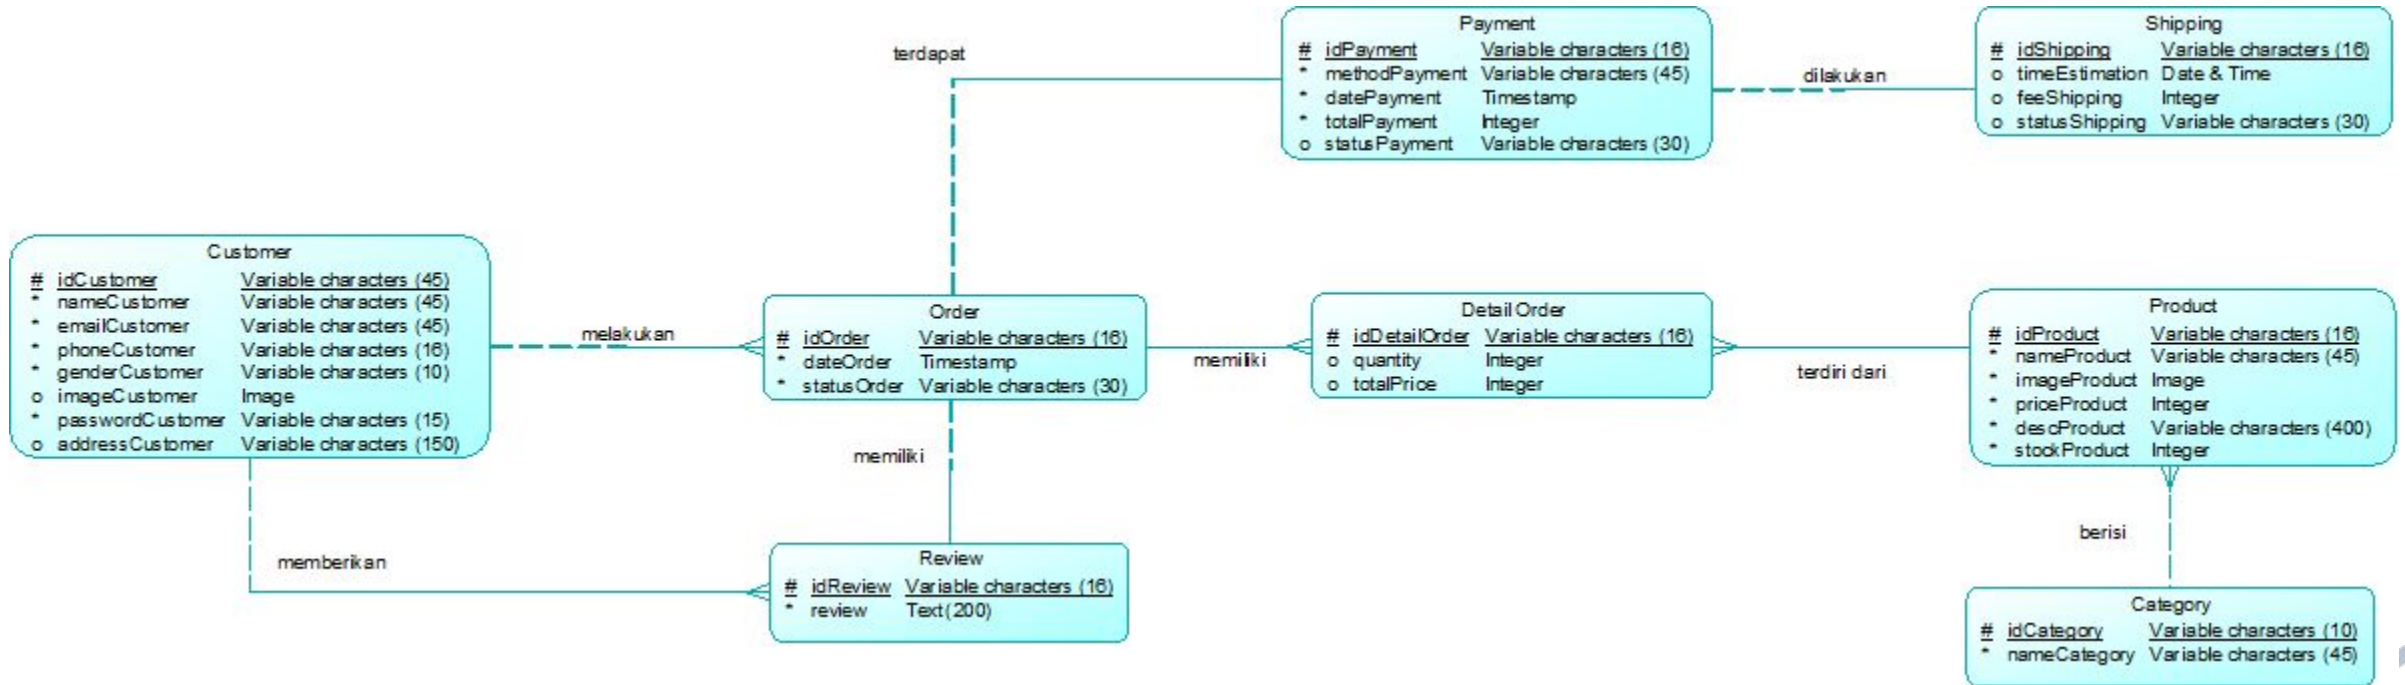 Payment
# idPayment Variable characters (16)
* methodPayment Variable characters (45)
* datePayment Timestamp
* totalPayment Integer
o statusPayment Variable characters (30)
Shipping
# idShipping Variable characters (16)
o timeEstimation Date & Time
o feeShipping Integer
o statusShipping Variable characters (30)
terdapat
dilakukan
Customer
# idCustomer Variable characters (45)
* nameCustomer Variable characters (45)
* emailCustomer Variable characters (45)
* phoneCustomer Variable characters (16)
* genderCustomer Variable characters (10)
o imageCustomer Image
* passwordCustomer Variable characters (15)
o addressCustomer Variable characters (150)
melakukan
Order
# idOrder Variable characters (16)
* dateOrder Timestamp
* statusOrder Variable characters (30)
memiliki
Detail Order
# idDetailOrder Variable characters (16)
o quantity Integer
o totalPrice Integer
terdiri dari
Product
# idProduct Variable characters (16)
* nameProduct Variable characters (45)
* imageProduct Image
* priceProduct Integer
* descProduct Variable characters (400)
* stockProduct Integer
memiliki
memberikan
Review
# idReview Variable characters (16)
* review Text(200)
berisi
Category
# idCategory Variable characters (10)
* nameCategory Variable characters (45)